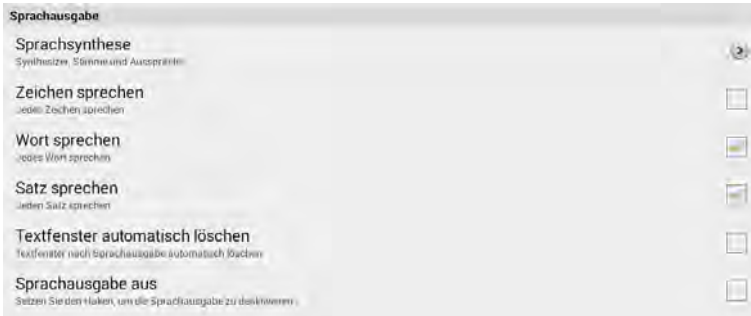 Sprachausgabe
Sprachsynthese
Synthesizer, Stimme und Aussprache
Zeichen sprechen
Jedes Zeichen sprechen
Wort sprechen
Jedes Wort sprechen
Satz sprechen
Jeden Satz sprechen
Textfenster automatisch löschen
Textfenster nach Sprachausgabe automatisch löschen
Sprachausgabe aus
Setzen Sie den Haken, um die Sprachausgabe zu deaktivieren